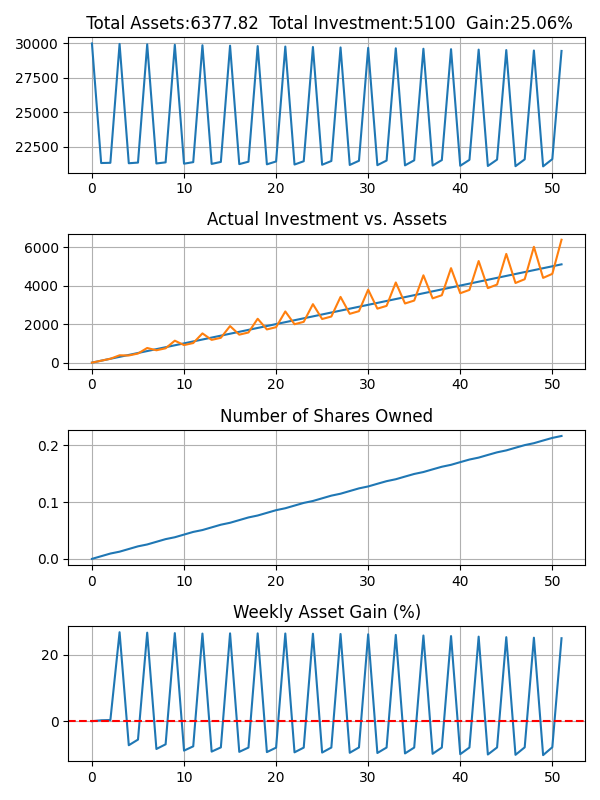 Total Assets:6377.82 Total Investment:5100 Gain:25.06%
30000
27500
25000
22500
0 10 20 30 40 50
Actual Investment vs. Assets
6000
4000
2000
0
0 10 20 30 40 50
Number of Shares Owned
0.2
0.1
0.0
0 10 20 30 40 50
Weekly Asset Gain (%)
20
0
0 10 20 30 40 50